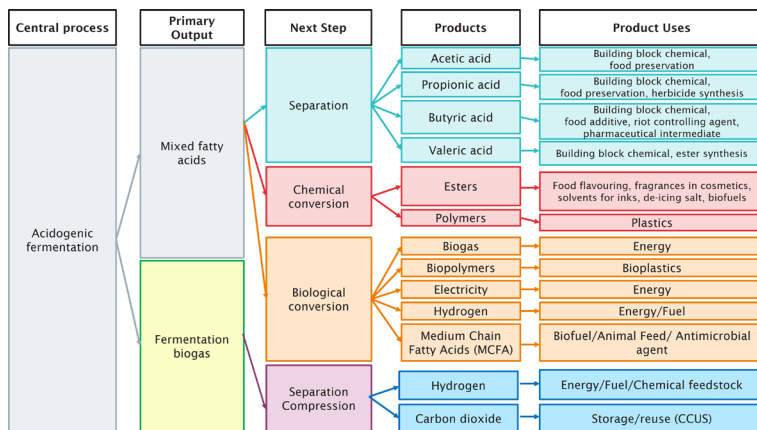 Central process
Primary
Output
Next Step
Products
Product Uses
Acidogenic
fermentation
Mixed fatty
acids
Fermentation
biogas
Separation
Chemical
conversion
Biological
conversion
Separation
Compression
Acetic acid
Building block chemical,
food preservation
Propionic acid
Building block chemical,
food preservation, herbicide synthesis
Butyric acid
Building block chemical,
food additive, riot controlling agent,
pharmaceutical intermediate
Valeric acid
Building block chemical, ester synthesis
Esters
Food flavouring, fragrances in cosmetics,
solvents for inks, de-icing salt, biofuels
Polymers
Plastics
Biogas
Energy
Biopolymers
Bioplastics
Electricity
Energy
Hydrogen
Energy/Fuel
Medium Chain
Fatty Acids (MCFA)
Biofuel/Animal Feed/ Antimicrobial
agent
Hydrogen
Energy/Fuel/Chemical feedstock
Carbon dioxide
Storage/reuse (CCUS)